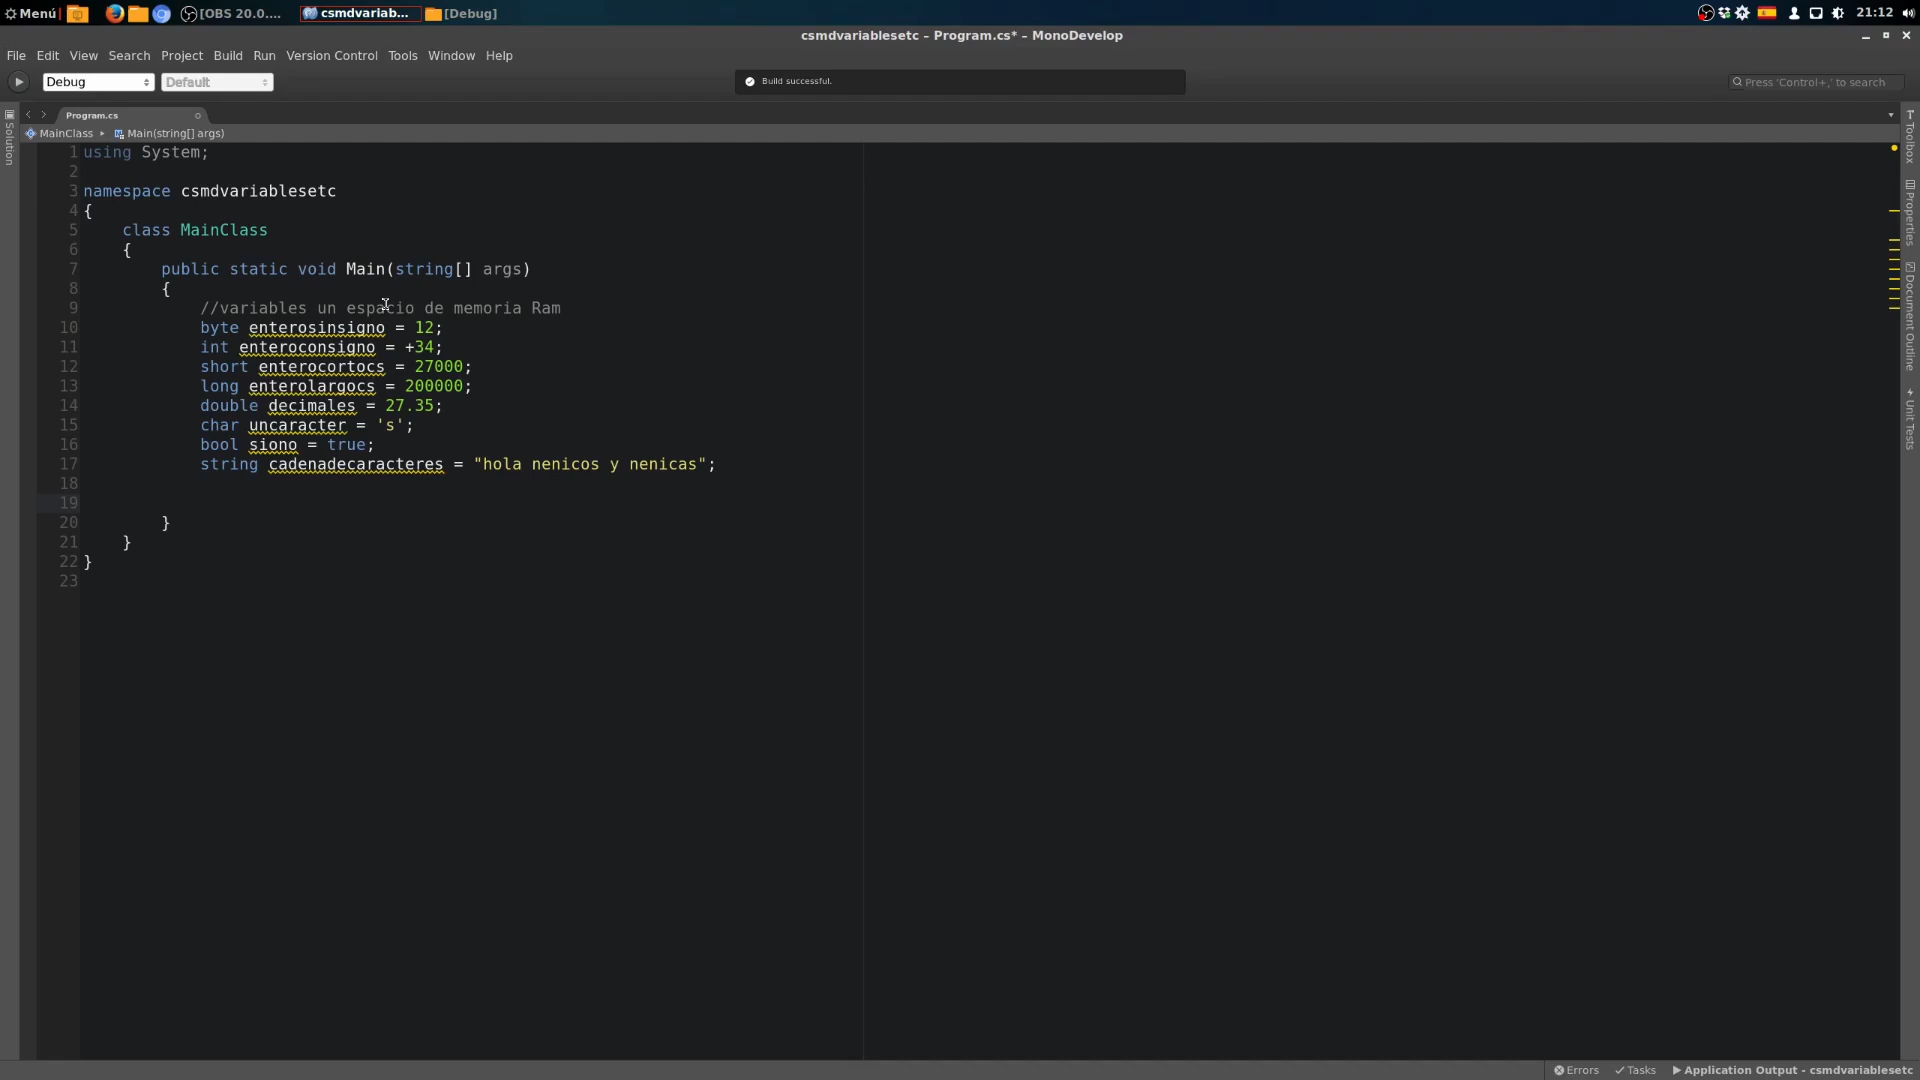 Menú
[OBS 20.0....
csmdvariab...
[Debug]
21:12
csmdvariablesetc – Program.cs* – MonoDevelop
File Edit View Search Project Build Run Version Control Tools Window Help
Debug
Default
Build successful.
Press 'Control+,' to search
Program.cs
MainClass
Main(string[] args)
Solution
1 using System;
2
3 namespace csmdvariablesetc
4 {
5 class MainClass
6 {
7 public static void Main(string[] args)
8 {
9 //variables un espacio de memoria Ram
10 byte enterosinsigno = 12;
11 int enteroconsigno = +34;
12 short enterocortocs = 27000;
13 long enterolargocs = 200000;
14 double decimales = 27.35;
15 char uncaracter = 's';
16 bool siono = true;
17 string cadenadecaracteres = "hola nenicos y nenicas";
18
19
20 }
21 }
22 }
23
Toolbox
Properties
Document Outline
Unit Tests
Errors
Tasks
Application Output - csmdvariablesetc